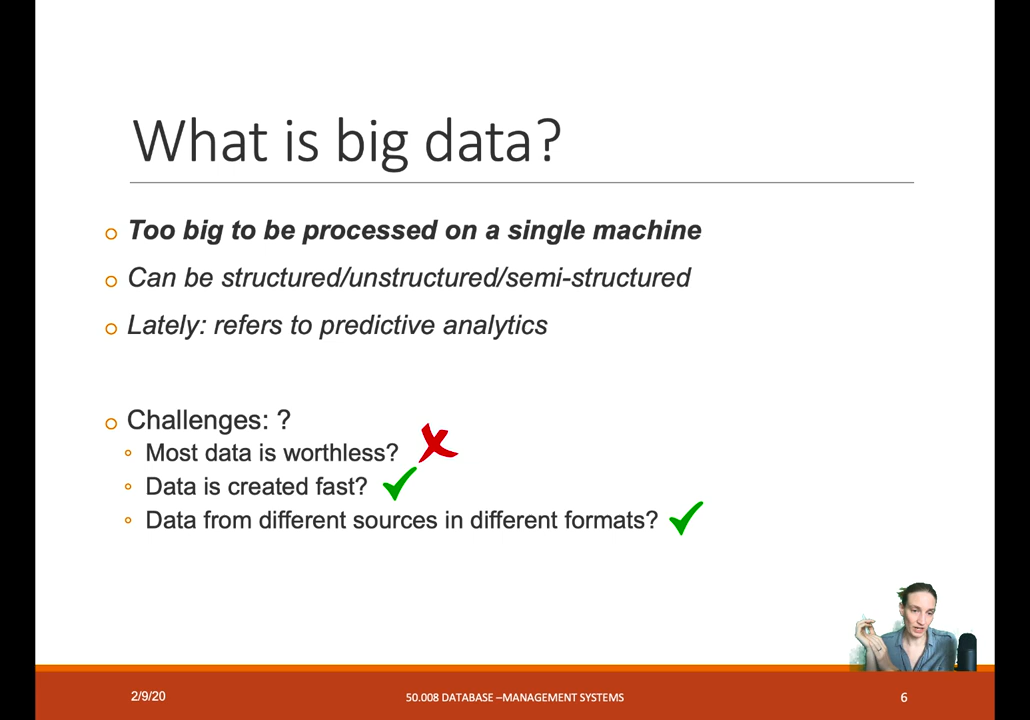 What is big data?
Too big to be processed on a single machine
Can be structured/unstructured/semi-structured
Lately: refers to predictive analytics
Challenges: ?
Most data is worthless?
Data is created fast?
Data from different sources in different formats?
2/9/20
50.008 DATABASE –MANAGEMENT SYSTEMS
6